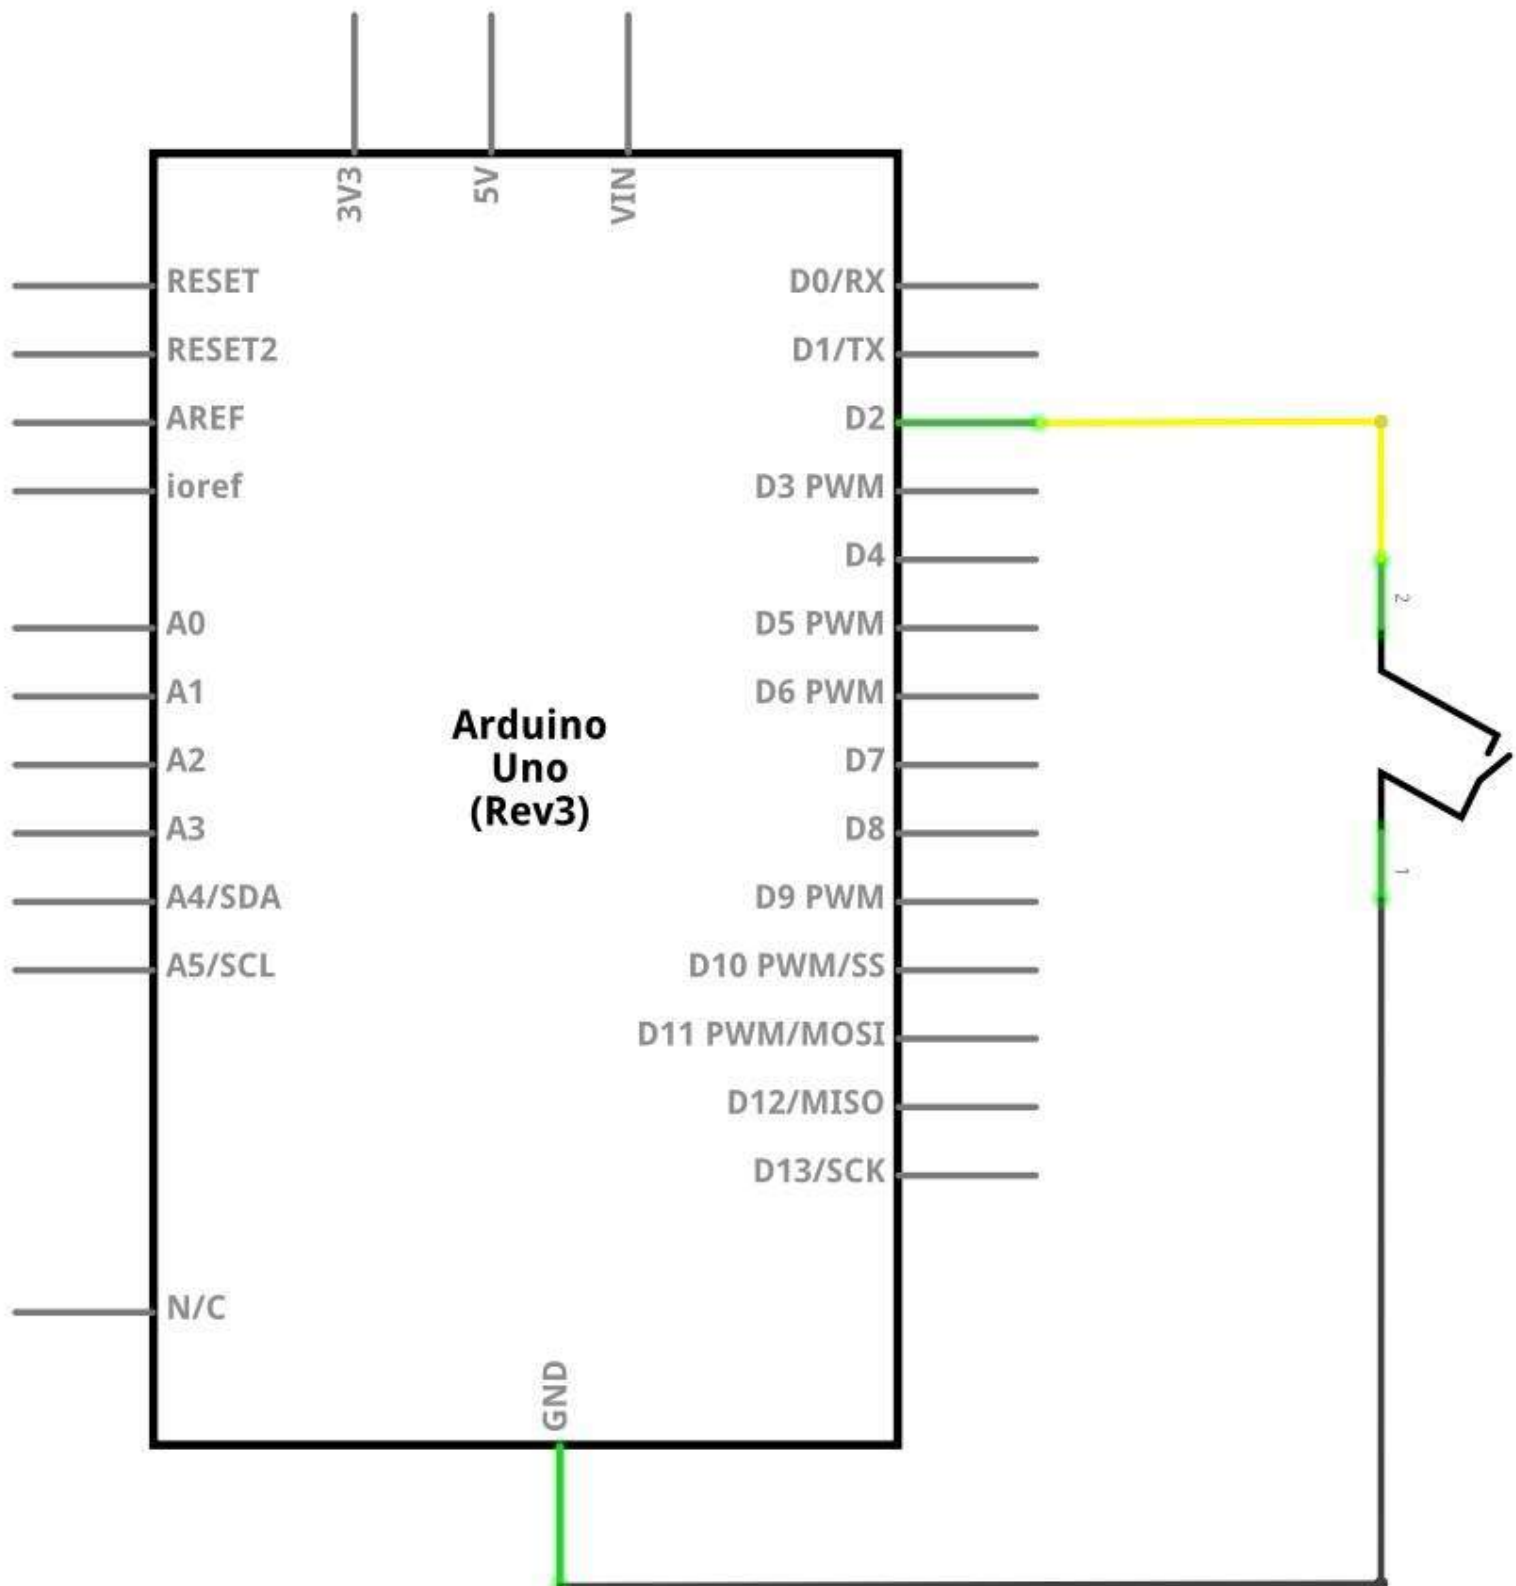 3V3
5V
VIN
RESET
D0/RX
RESET2
D1/TX
AREF
D2
ioref
D3 PWM
D4
2
A0
D5 PWM
A1
D6 PWM
Arduino
Uno
(Rev3)
A2
D7
A3
D8
1
A4/SDA
D9 PWM
A5/SCL
D10 PWM/SS
D11 PWM/MOSI
D12/MISO
D13/SCK
N/C
GND